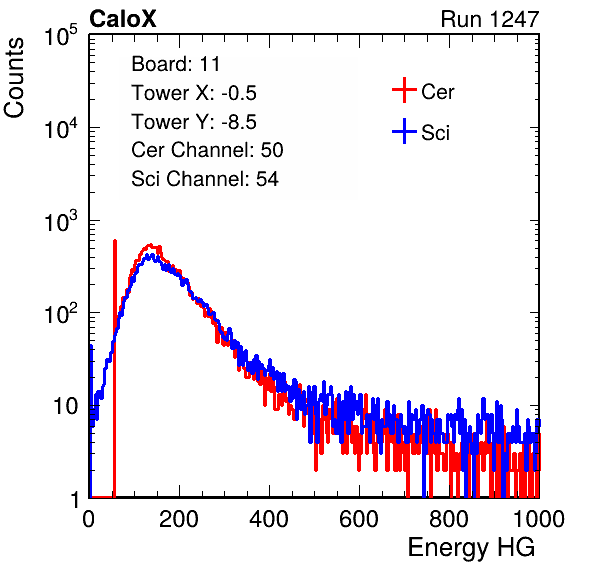 CaloX Run 1247
Counts
Board: 11
Tower X: -0.5
Tower Y: -8.5
Cer Channel: 50
Sci Channel: 54
Cer
Sci
10^5
10^4
10^3
10^2
10
1
0 200 400 600 800 1000
Energy HG